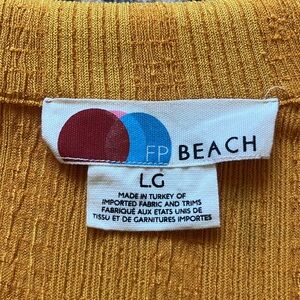 FP BEACH
LG
MADE IN TURKEY OF
IMPORTED FABRIC AND TRIMS
FABRIQUÉ AUX ETATS UNIS DE
TISSU ET DE GARNITURES IMPORTES